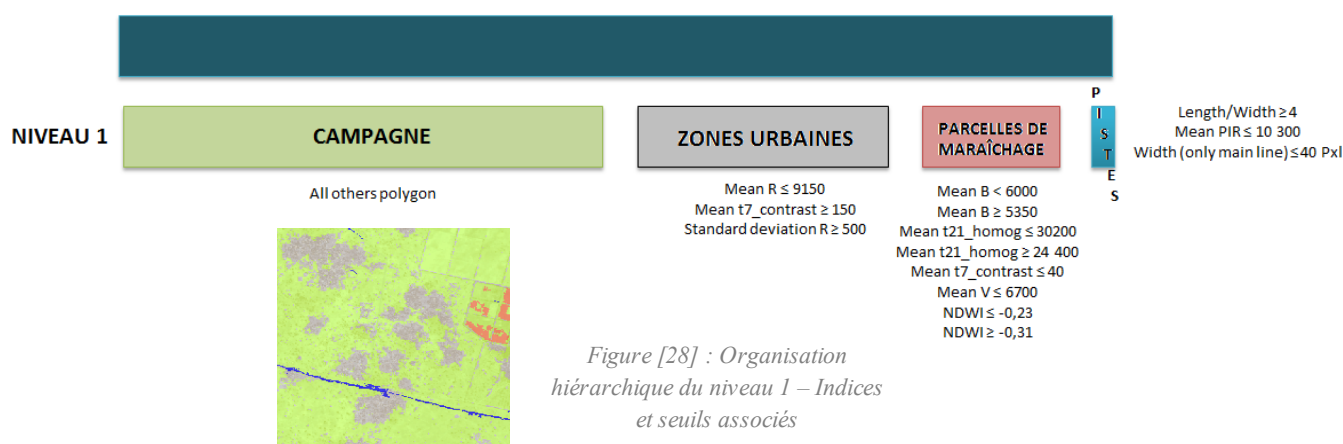 NIVEAU 1
CAMPAGNE
All others polygon
ZONES URBAINES
Mean R ≤ 9150
Mean t7_contrast ≥ 150
Standard deviation R ≥ 500
PARCELLES DE
MARAÎCHAGE
Mean B < 6000
Mean B ≥ 5350
Mean t21_homog ≤ 30200
Mean t21_homog ≥ 24 400
Mean t7_contrast ≤ 40
Mean V ≤ 6700
NDWI ≤ -0,23
NDWI ≥ -0,31
P
I
S
T
E
S
Length/Width ≥ 4
Mean PIR ≤ 10 300
Width (only main line) ≤ 40 Pxl
Figure [28] : Organisation
hiérarchique du niveau 1 – Indices
et seuils associés